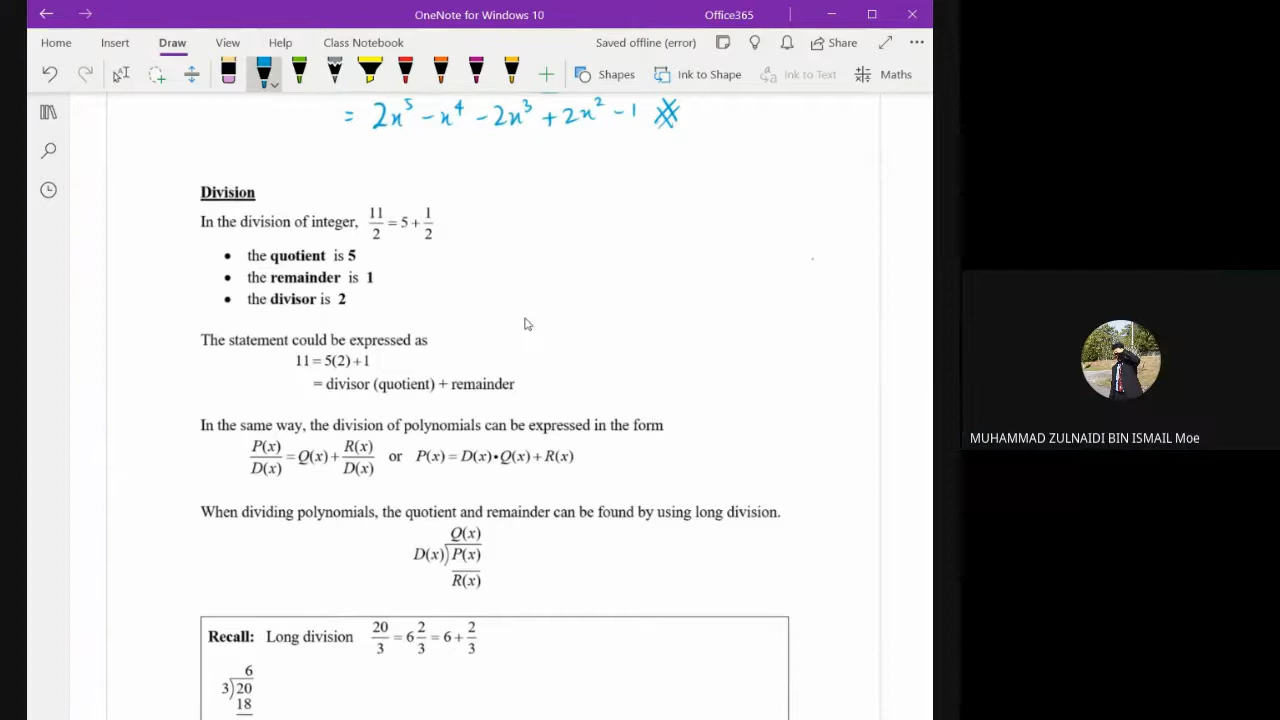 OneNote for Windows 10
Office365
Home Insert Draw View Help Class Notebook
Saved offline (error)
Share
Shapes
Ink to Shape
Ink to Text
Maths
= 2x⁵ - x⁴ - 2x³ + 2x² - 1
Division
In the division of integer, 11/2 = 5 + 1/2
• the quotient is 5
• the remainder is 1
• the divisor is 2
The statement could be expressed as
11 = 5(2) + 1
= divisor (quotient) + remainder
In the same way, the division of polynomials can be expressed in the form
P(x)/D(x) = Q(x) + R(x)/D(x) or P(x) = D(x)•Q(x) + R(x)
When dividing polynomials, the quotient and remainder can be found by using long division.
Q(x)
D(x))P(x)
R(x)
Recall: Long division 20/3 = 6 2/3 = 6 + 2/3
6
3)20
18
MUHAMMAD ZULNAIDI BIN ISMAIL Moe